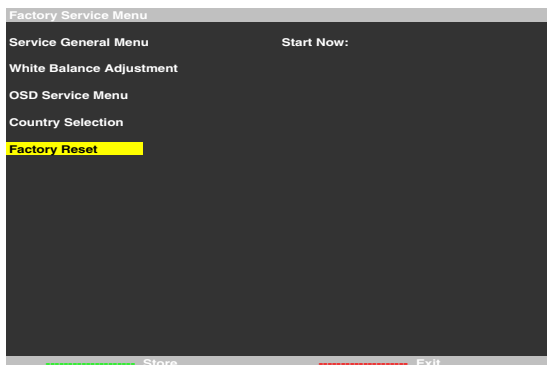 Factory Service Menu
Service General Menu
Start Now:
White Balance Adjustment
OSD Service Menu
Country Selection
Factory Reset
-------------------- Store
-------------------- Exit